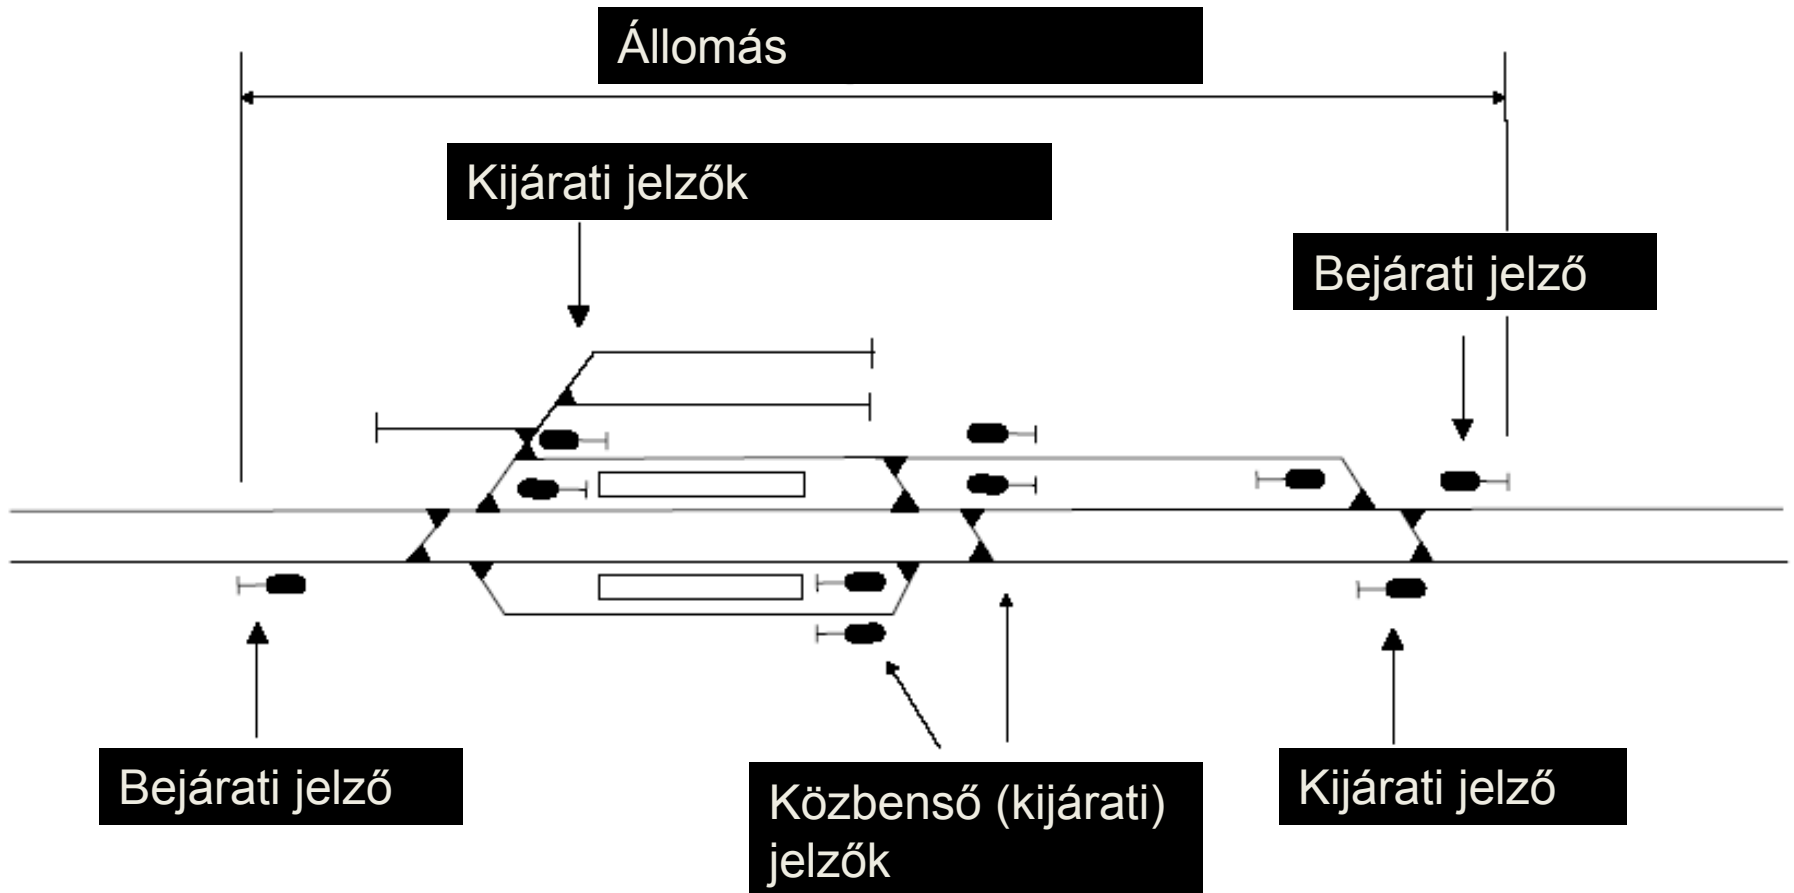 Állomás
Kijárati jelzők
Bejárati jelző
Bejárati jelző
Közbenső (kijárati)
jelzők
Kijárati jelző